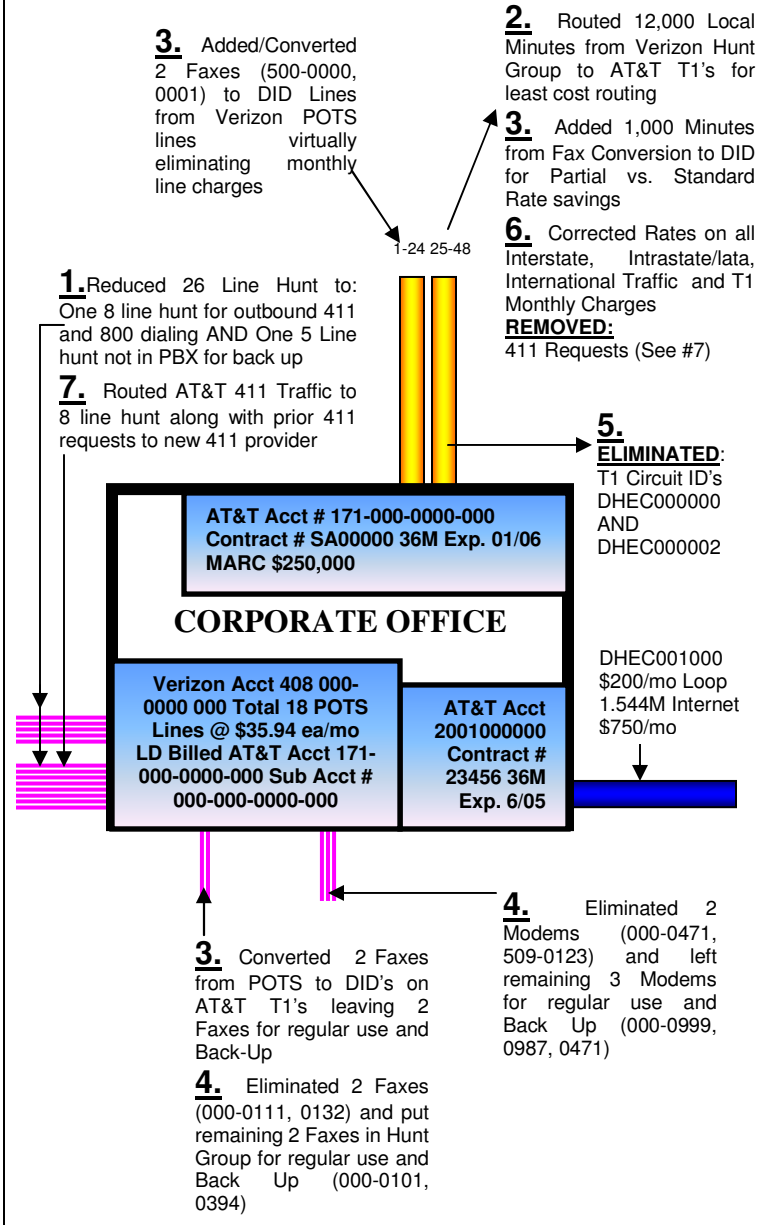 3. Added/Converted
2 Faxes (500-0000,
0001) to DID Lines
from Verizon POTS
lines virtually
eliminating monthly
line charges
2. Routed 12,000 Local
Minutes from Verizon Hunt
Group to AT&T T1's for
least cost routing
3. Added 1,000 Minutes
from Fax Conversion to DID
for Partial vs. Standard
Rate savings
6. Corrected Rates on all
Interstate, Intrastate/lata,
International Traffic and T1
Monthly Charges
REMOVED:
411 Requests (See #7)
1-24 25-48
1.Reduced 26 Line Hunt to:
One 8 line hunt for outbound 411
and 800 dialing AND One 5 Line
hunt not in PBX for back up
7. Routed AT&T 411 Traffic to
8 line hunt along with prior 411
requests to new 411 provider
5.
ELIMINATED:
T1 Circuit ID's
DHEC000000
AND
DHEC000002
AT&T Acct # 171-000-0000-000
Contract # SA00000 36M Exp. 01/06
MARC $250,000
CORPORATE OFFICE
Verizon Acct 408 000-
0000 000 Total 18 POTS
Lines @ $35.94 ea/mo
LD Billed AT&T Acct 171-
000-0000-000 Sub Acct #
000-000-0000-000
AT&T Acct
2001000000
Contract #
23456 36M
Exp. 6/05
DHEC001000
$200/mo Loop
1.544M Internet
$750/mo
3. Converted 2 Faxes
from POTS to DID's on
AT&T T1's leaving 2
Faxes for regular use and
Back-Up
4. Eliminated 2 Faxes
(000-0111, 0132) and put
remaining 2 Faxes in Hunt
Group for regular use and
Back Up (000-0101,
0394)
4. Eliminated 2
Modems (000-0471,
509-0123) and left
remaining 3 Modems
for regular use and
Back Up (000-0999,
0987, 0471)